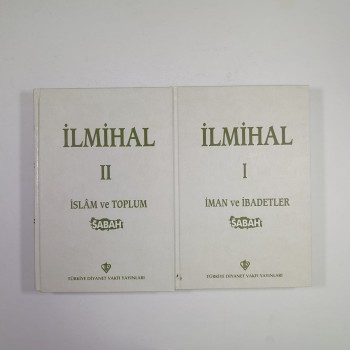 İLMİHAL
II
İSLÂM ve TOPLUM
SABAH
TÜRKİYE DİYANET VAKFI YAYINLARI
İLMİHAL
I
İMAN ve İBADETLER
SABAH
TÜRKİYE DİYANET VAKFI YAYINLARI